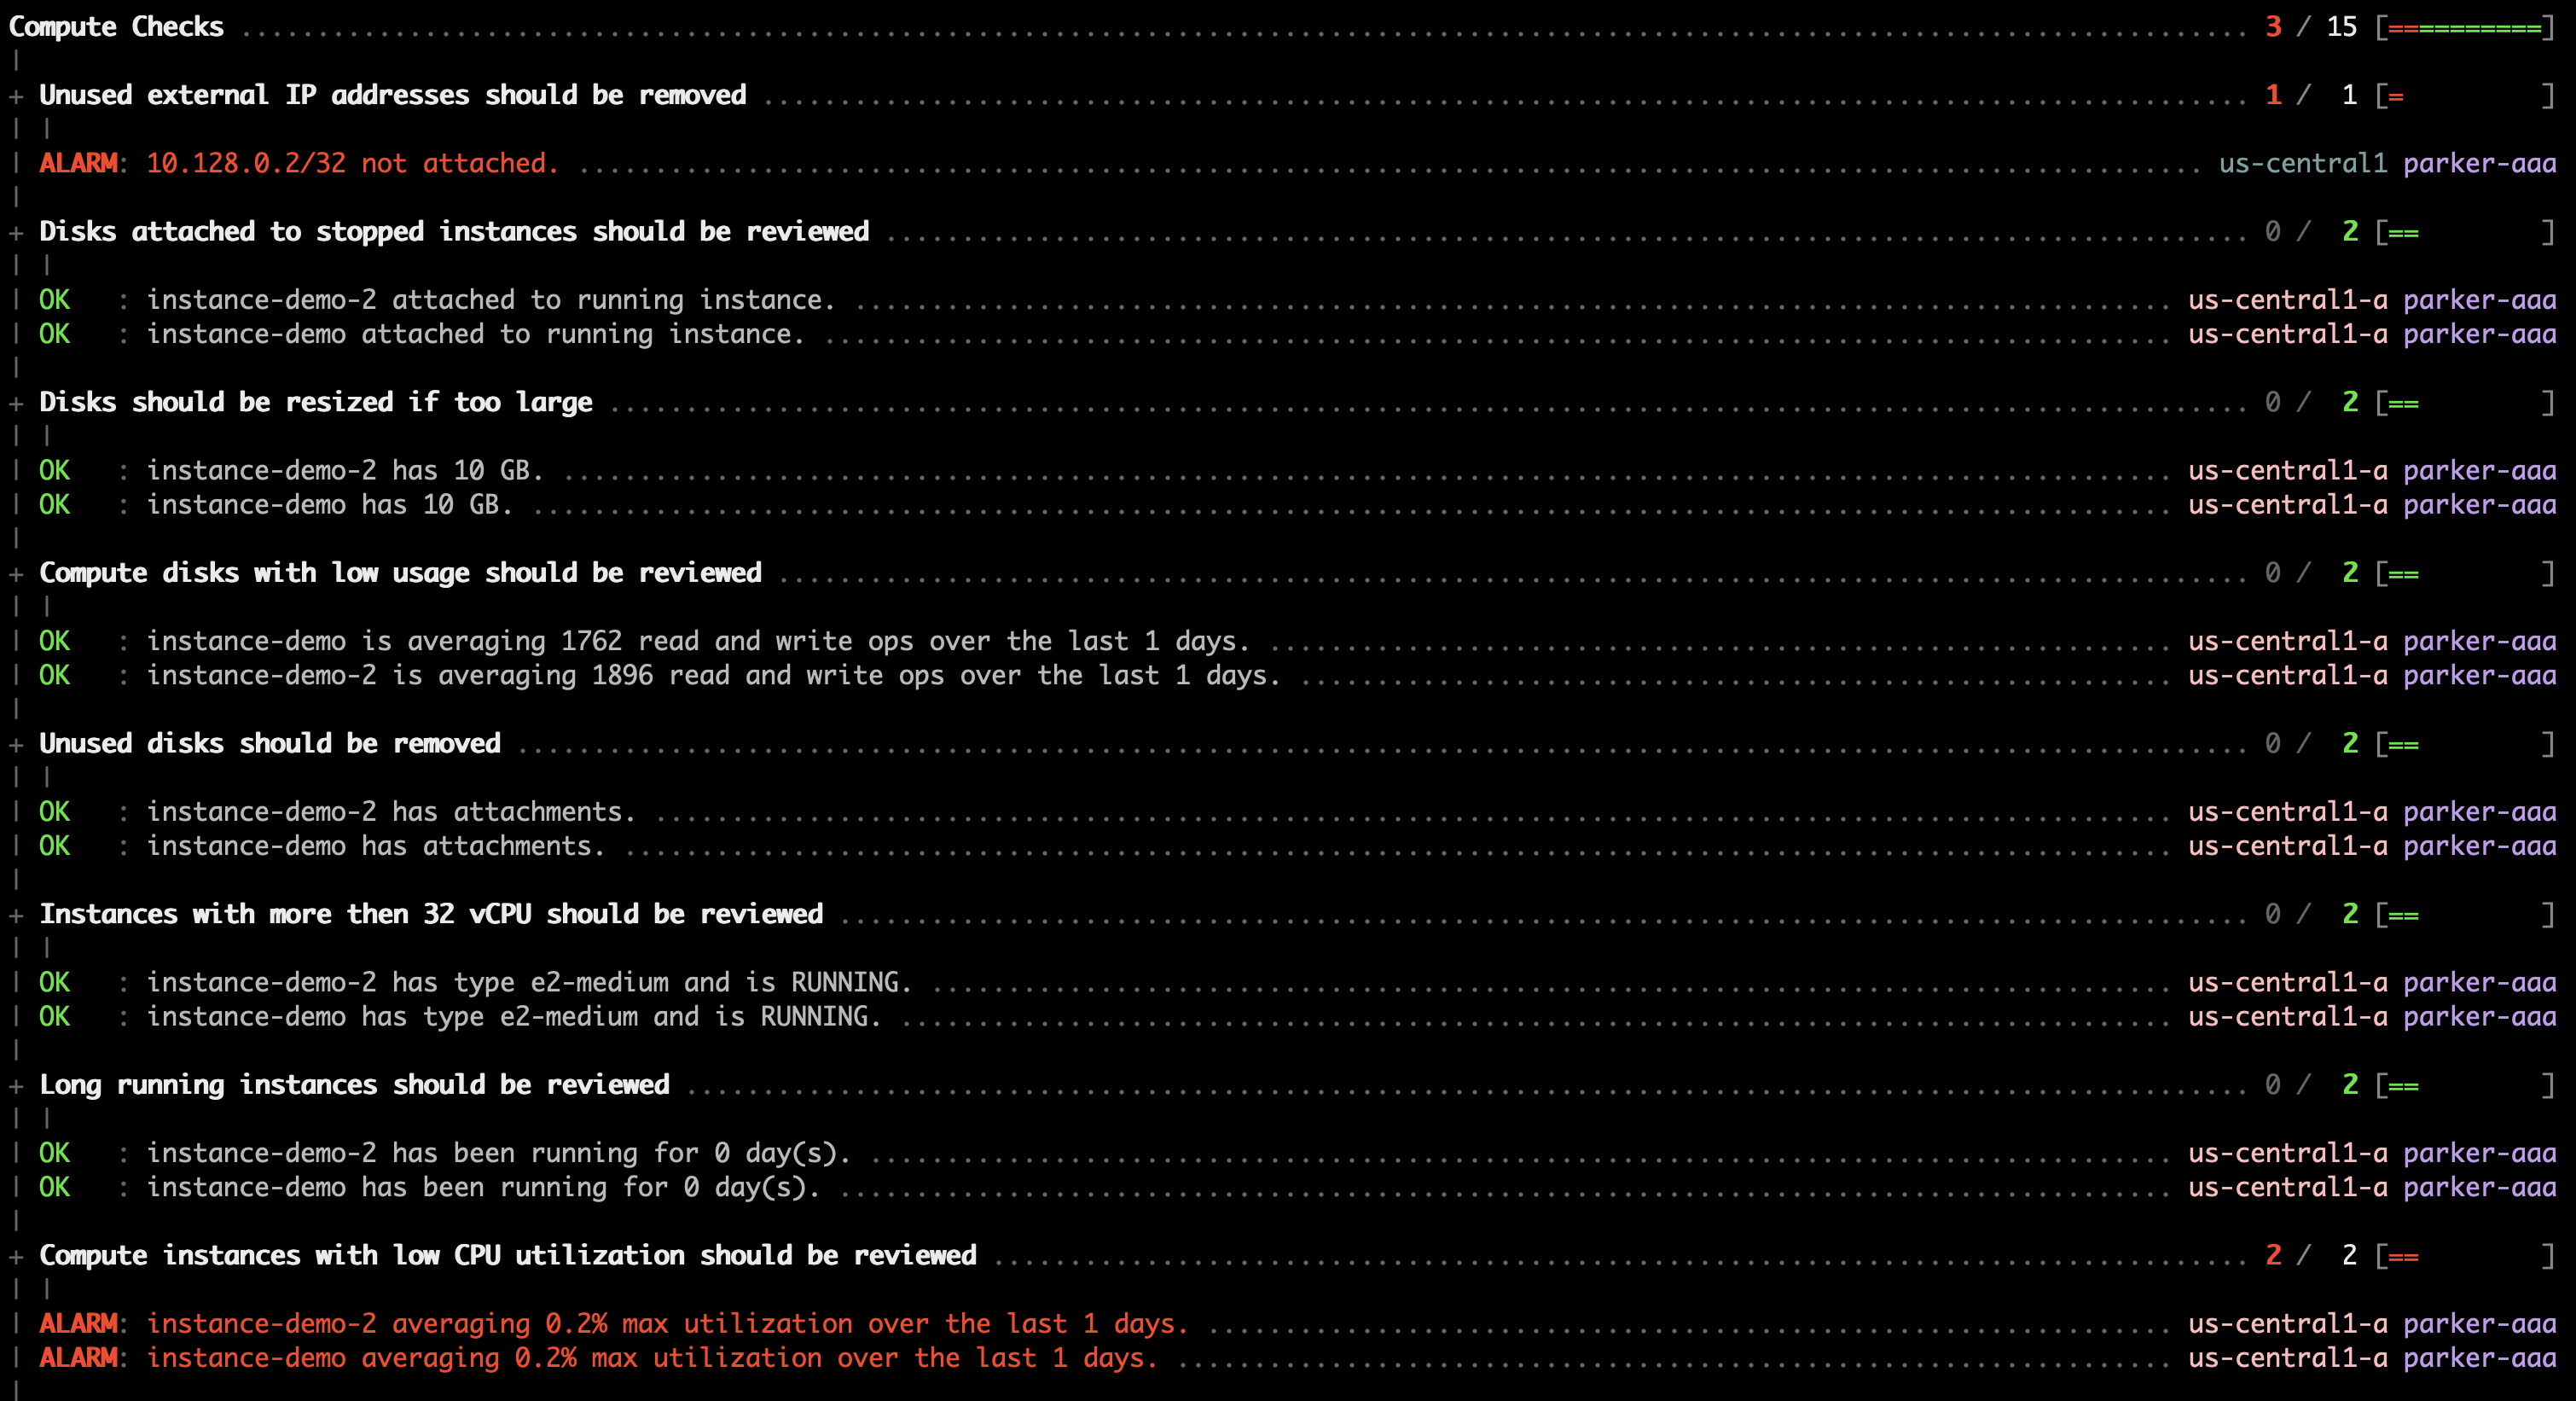 Compute Checks ........................................ 3 / 15 [==========]
|
+ Unused external IP addresses should be removed ........................................ 1 / 1 [= ]
| |
| ALARM: 10.128.0.2/32 not attached. ........................................ us-central1 parker-aaa
|
+ Disks attached to stopped instances should be reviewed ........................................ 0 / 2 [== ]
| |
| OK : instance-demo-2 attached to running instance. ........................................ us-central1-a parker-aaa
| OK : instance-demo attached to running instance. ........................................ us-central1-a parker-aaa
|
+ Disks should be resized if too large ........................................ 0 / 2 [== ]
| |
| OK : instance-demo-2 has 10 GB. ........................................ us-central1-a parker-aaa
| OK : instance-demo has 10 GB. ........................................ us-central1-a parker-aaa
|
+ Compute disks with low usage should be reviewed ........................................ 0 / 2 [== ]
| |
| OK : instance-demo is averaging 1762 read and write ops over the last 1 days. ........................................ us-central1-a parker-aaa
| OK : instance-demo-2 is averaging 1896 read and write ops over the last 1 days. ........................................ us-central1-a parker-aaa
|
+ Unused disks should be removed ........................................ 0 / 2 [== ]
| |
| OK : instance-demo-2 has attachments. ........................................ us-central1-a parker-aaa
| OK : instance-demo has attachments. ........................................ us-central1-a parker-aaa
|
+ Instances with more then 32 vCPU should be reviewed ........................................ 0 / 2 [== ]
| |
| OK : instance-demo-2 has type e2-medium and is RUNNING. ........................................ us-central1-a parker-aaa
| OK : instance-demo has type e2-medium and is RUNNING. ........................................ us-central1-a parker-aaa
|
+ Long running instances should be reviewed ........................................ 0 / 2 [== ]
| |
| OK : instance-demo-2 has been running for 0 day(s). ........................................ us-central1-a parker-aaa
| OK : instance-demo has been running for 0 day(s). ........................................ us-central1-a parker-aaa
|
+ Compute instances with low CPU utilization should be reviewed ........................................ 2 / 2 [== ]
| |
| ALARM: instance-demo-2 averaging 0.2% max utilization over the last 1 days. ........................................ us-central1-a parker-aaa
| ALARM: instance-demo averaging 0.2% max utilization over the last 1 days. ........................................ us-central1-a parker-aaa
|